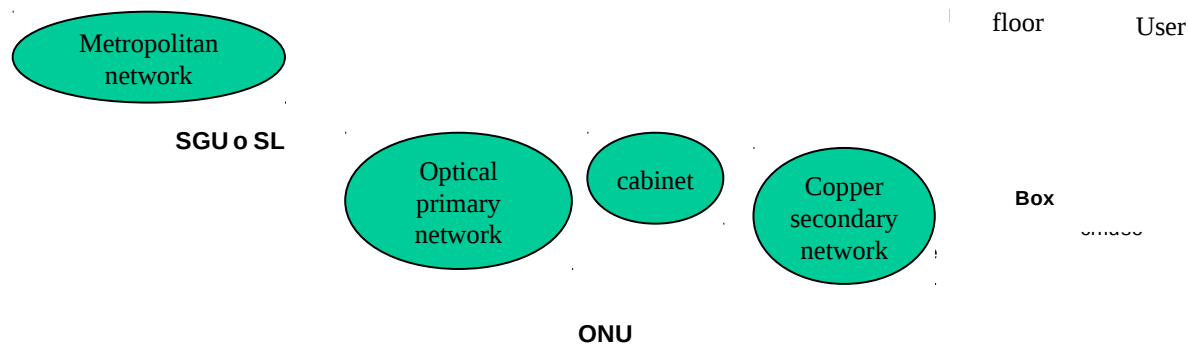 Metropolitan
network
floor
User
SGU o SL
Optical
primary
network
cabinet
Copper
secondary
network
Box
ONU